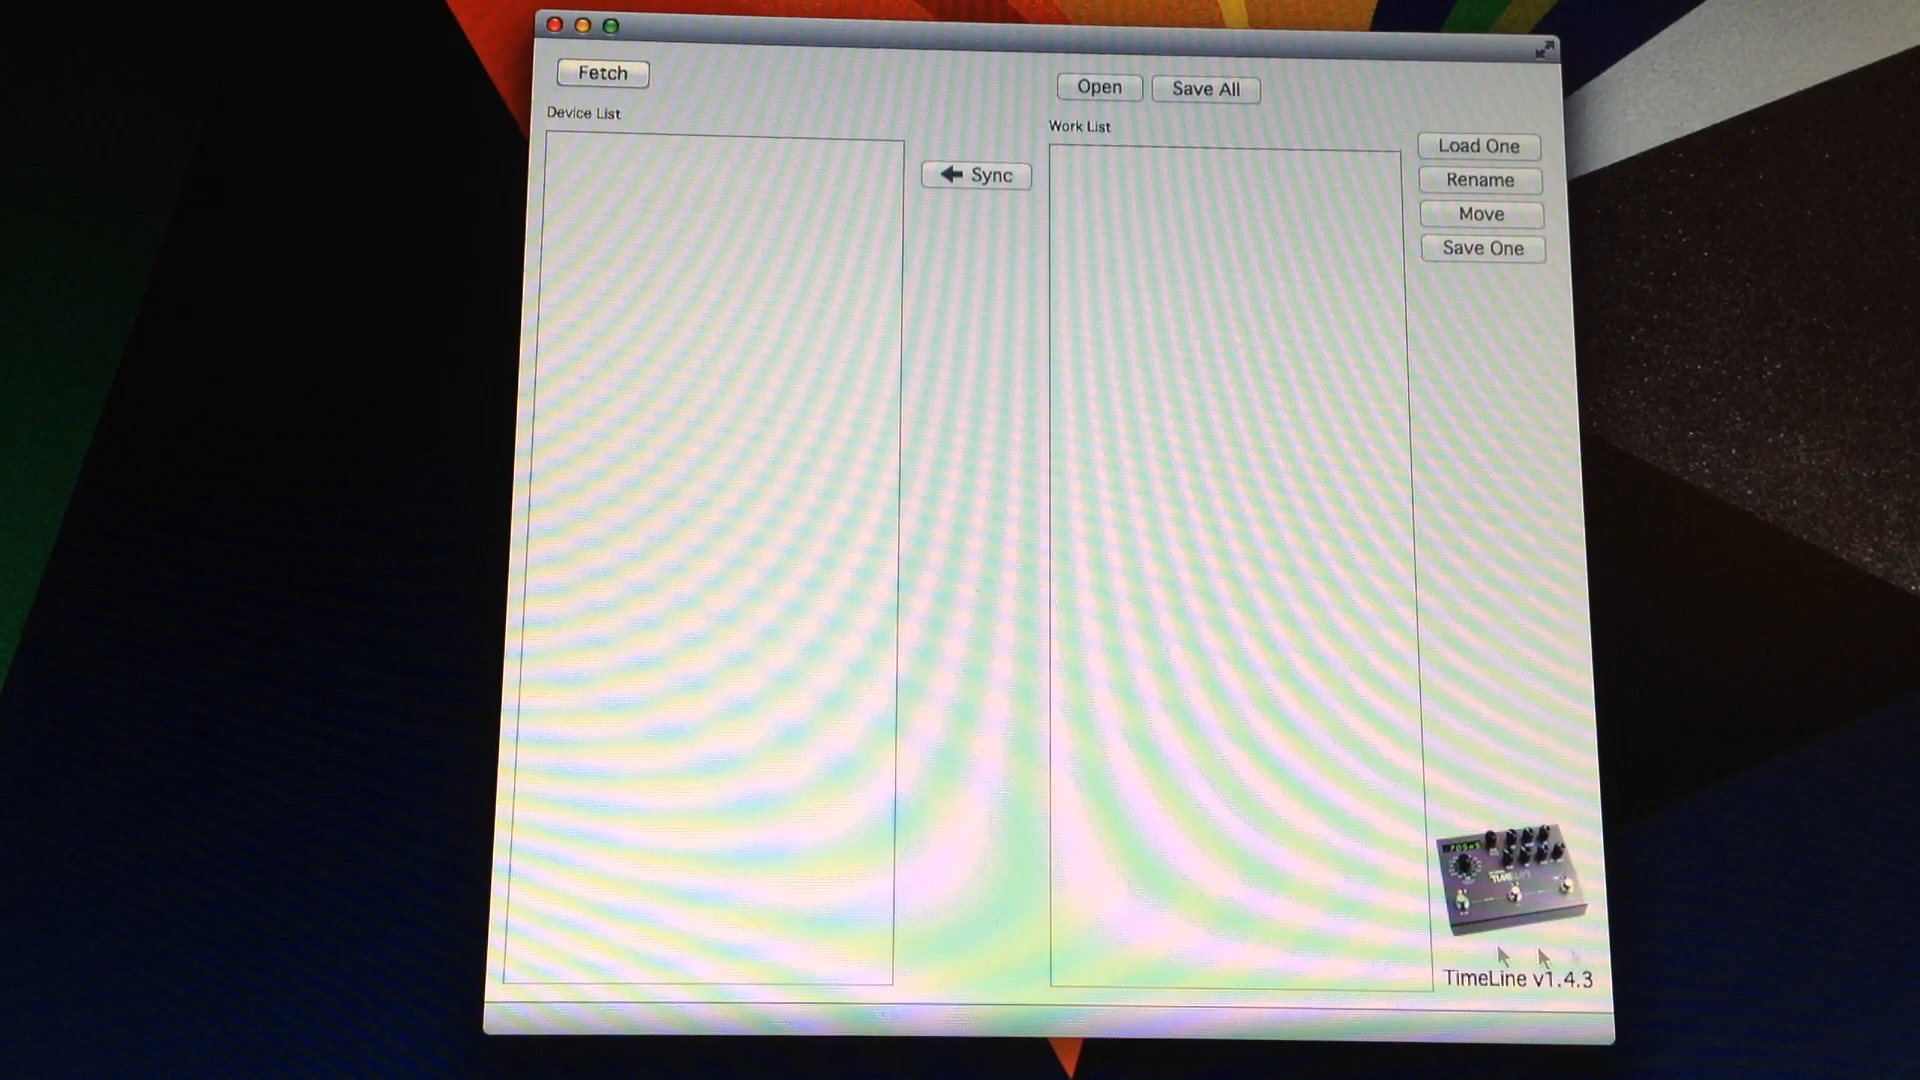 Fetch
Open
Save All
Device List
Work List
Load One
Sync
Rename
Move
Save One
TimeLine v1.4.3